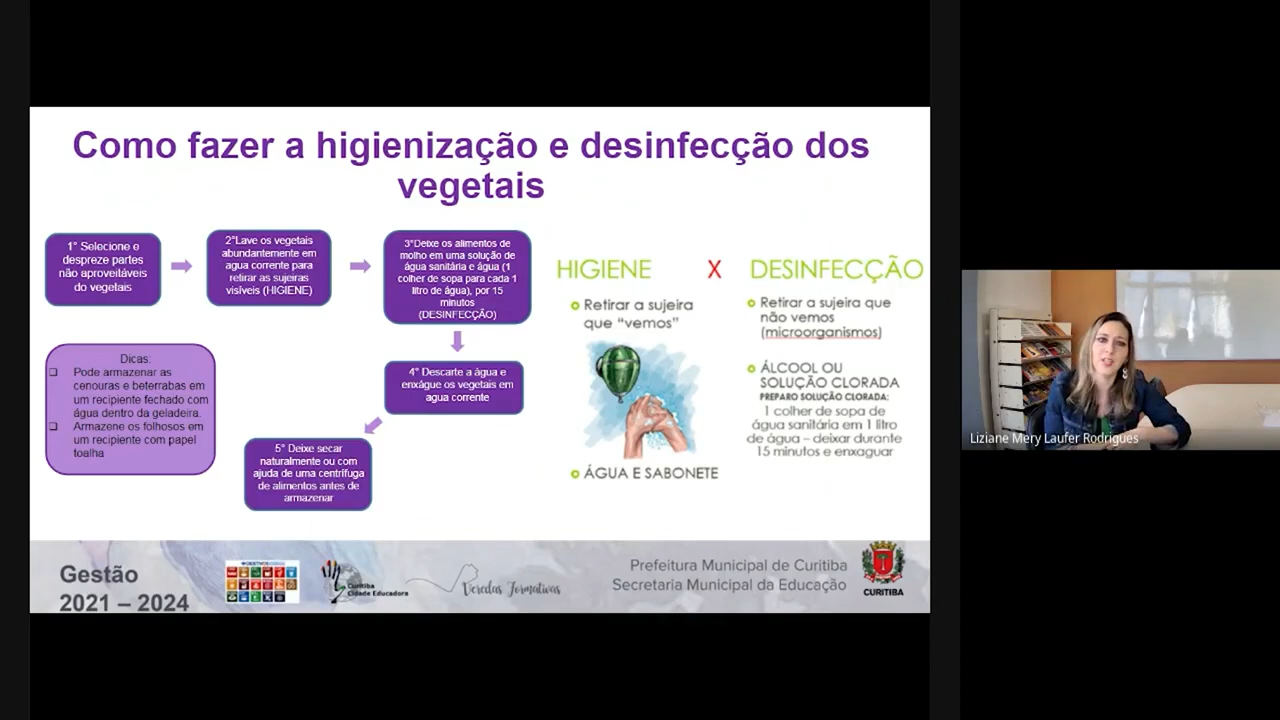 Como fazer a higienização e desinfecção dos
vegetais
1° Selecione e
despreze partes
não aproveitáveis
do vegetais
2°Lave os vegetais
abundantemente em
agua corrente para
retirar as sujeiras
visíveis (HIGIENE)
3°Deixe os alimentos de
molho em uma solução de
água sanitária e água (1
colher de sopa para cada 1
litro de água), por 15
minutos
(DESINFECÇÃO)
4° Descarte a água e
enxágue os vegetais em
agua corrente
5° Deixe secar
naturalmente ou com
ajuda de uma centrífuga
de alimentos antes de
armazenar
Dicas:
Pode armazenar as
cenouras e beterrabas em
um recipiente fechado com
água dentro da geladeira.
Armazene os folhosos em
um recipiente com papel
toalha
HIGIENE X DESINFECÇÃO
Retirar a sujeira
que “vemos”
ÁGUA E SABONETE
Retirar a sujeira que
não vemos
(microorganismos)
ÁLCOOL OU
SOLUÇÃO CLORADA
PREPARO SOLUÇÃO CLORADA:
1 colher de sopa de
água sanitária em 1 litro
de água – deixar durante
15 minutos e enxaguar
Liziane Mery Laufer Rodrigues
Gestão
2021 – 2024
Curitiba
Cidade Educadora
Veredas Formativas
Prefeitura Municipal de Curitiba
Secretaria Municipal da Educação
CURITIBA